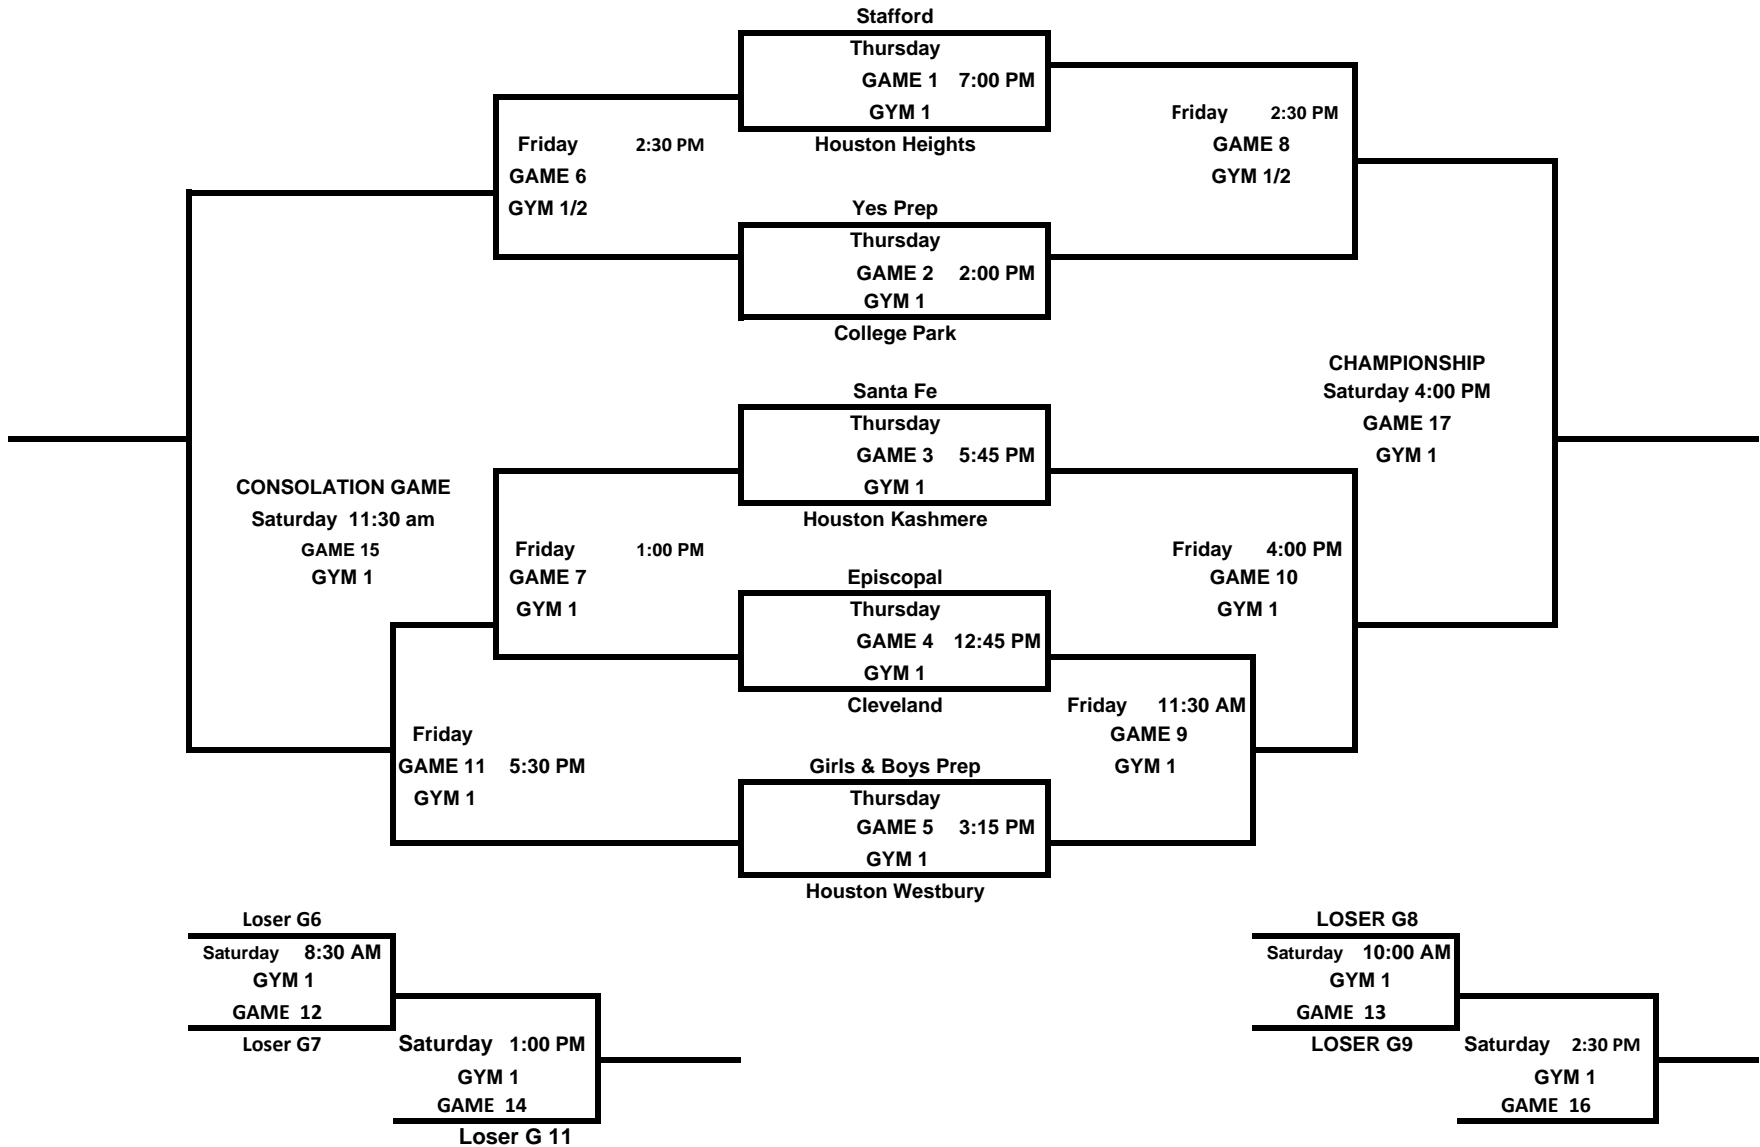 Stafford
Thursday
GAME 1 7:00 PM
GYM 1
Houston Heights
Friday 2:30 PM
GAME 6
GYM 1/2
Friday 2:30 PM
GAME 8
GYM 1/2
Yes Prep
Thursday
GAME 2 2:00 PM
GYM 1
College Park
CHAMPIONSHIP
Saturday 4:00 PM
GAME 17
GYM 1
Santa Fe
Thursday
GAME 3 5:45 PM
GYM 1
Houston Kashmere
CONSOLATION GAME
Saturday 11:30 am
GAME 15
GYM 1
Friday 1:00 PM
GAME 7
GYM 1
Friday 4:00 PM
GAME 10
GYM 1
Episcopal
Thursday
GAME 4 12:45 PM
GYM 1
Cleveland
Friday 11:30 AM
GAME 9
GYM 1
Friday
GAME 11 5:30 PM
GYM 1
Girls & Boys Prep
Thursday
GAME 5 3:15 PM
GYM 1
Houston Westbury
Loser G6
Saturday 8:30 AM
GYM 1
GAME 12
Loser G7
Saturday 1:00 PM
GYM 1
GAME 14
Loser G 11
LOSER G8
Saturday 10:00 AM
GYM 1
GAME 13
LOSER G9
Saturday 2:30 PM
GYM 1
GAME 16